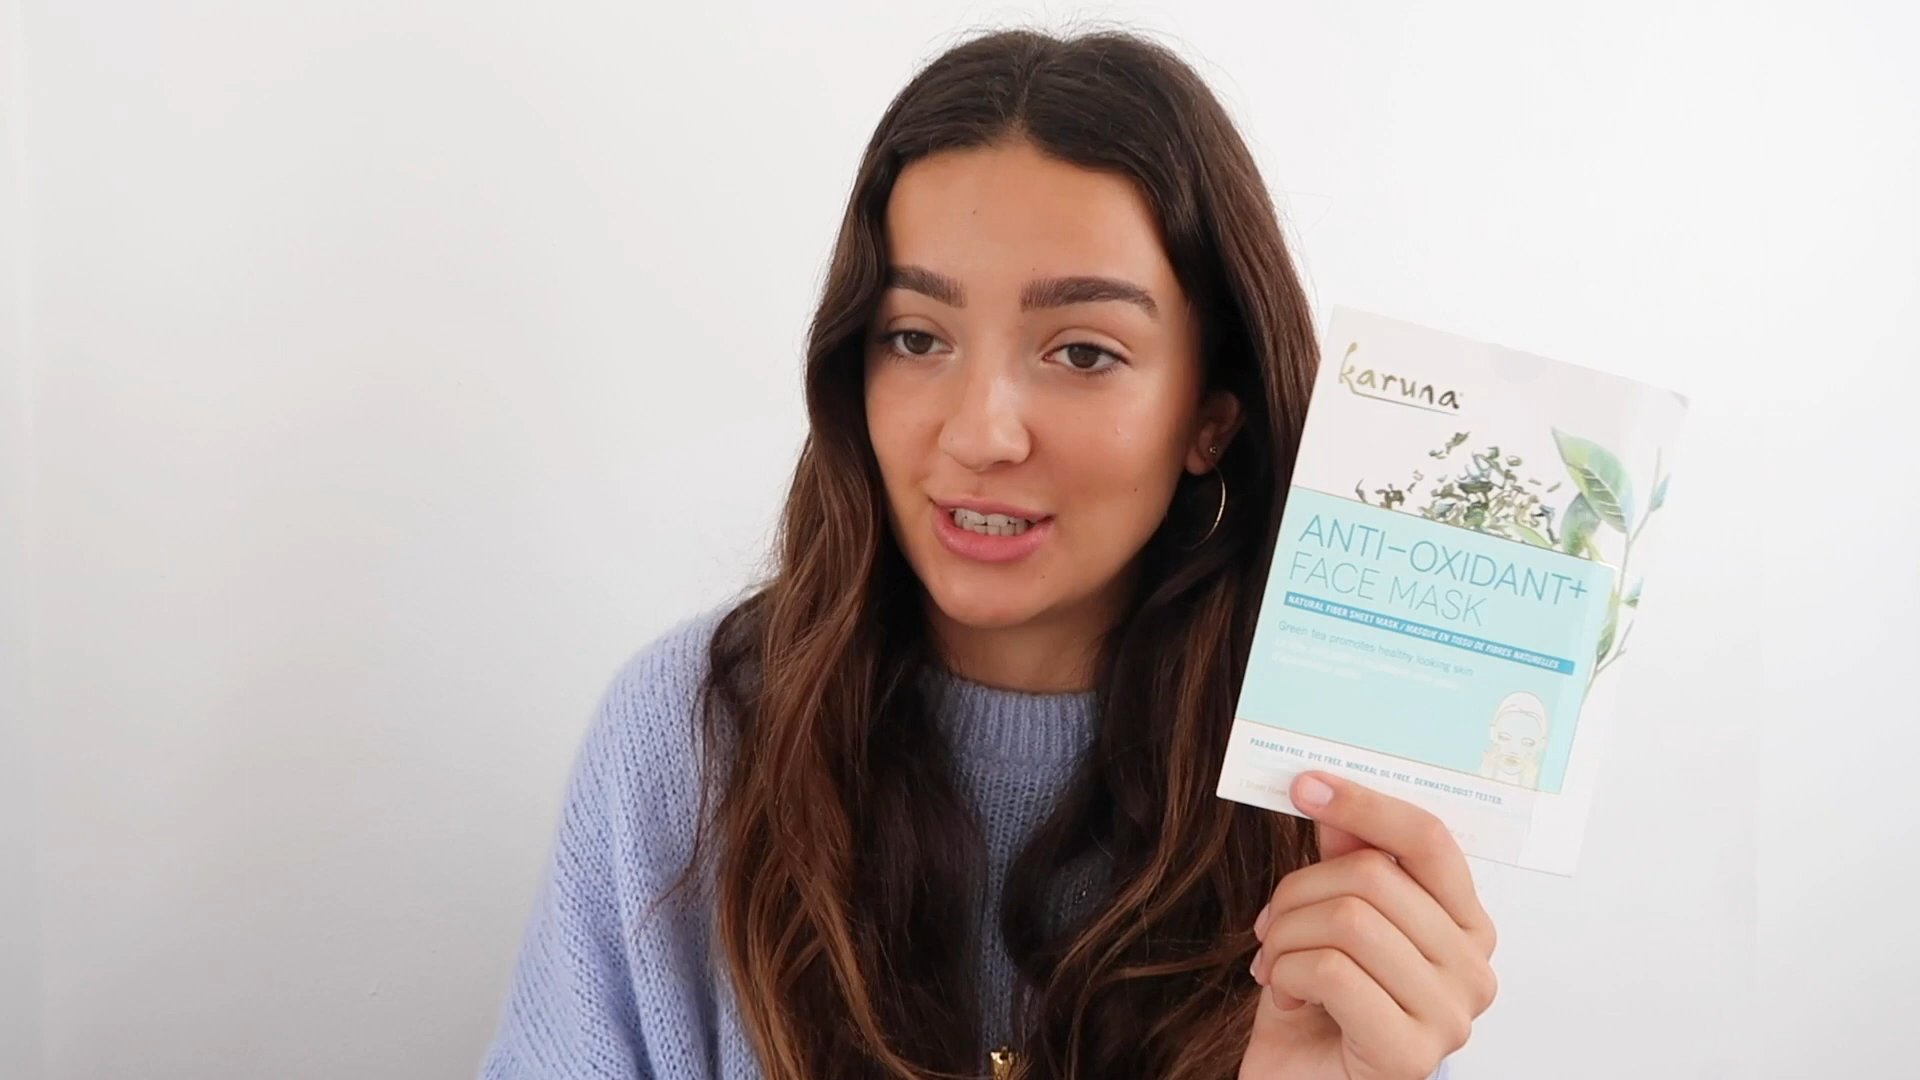 karuna
ANTI-OXIDANT+
FACE MASK
NATURAL FIBER SHEET MASK / MASQUE EN TISSU DE FIBRES NATURELLES
Green tea promotes healthy looking skin
PARABEN FREE. DYE FREE. MINERAL OIL FREE. DERMATOLOGIST TESTED.